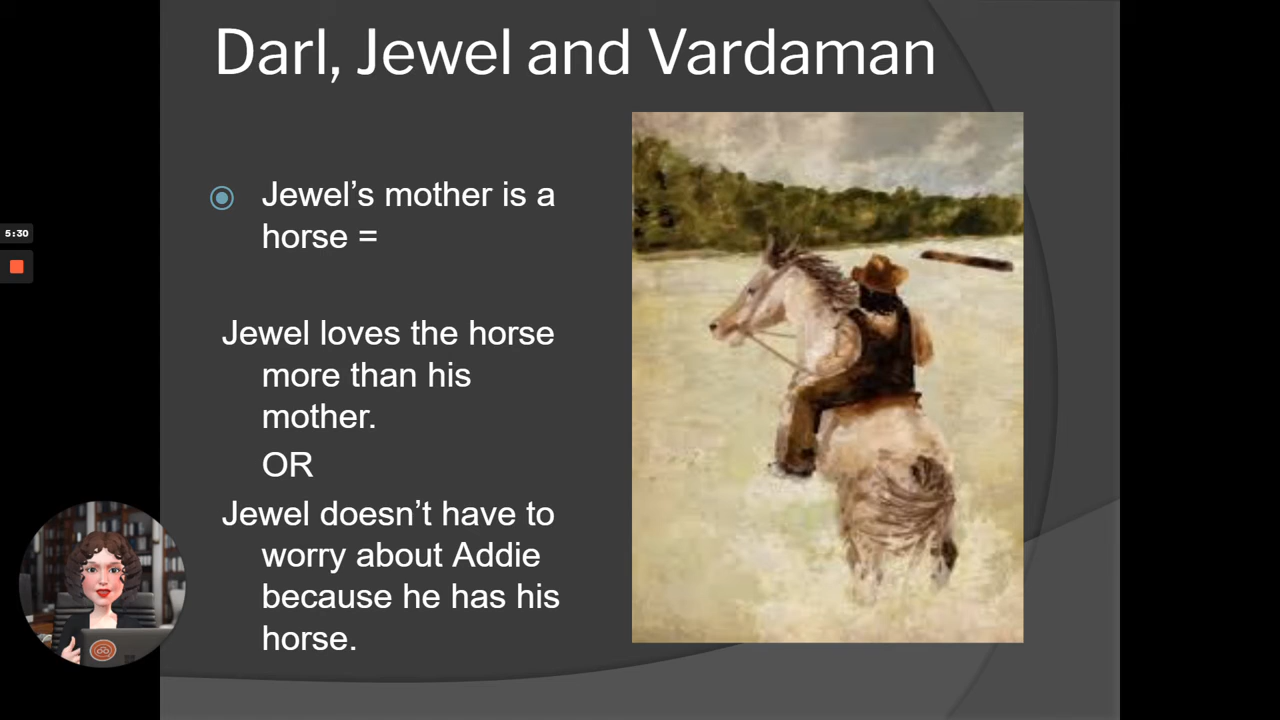 Darl, Jewel and Vardaman
Jewel’s mother is a
horse =
Jewel loves the horse
more than his
mother.
OR
Jewel doesn’t have to
worry about Addie
because he has his
horse.
5:30